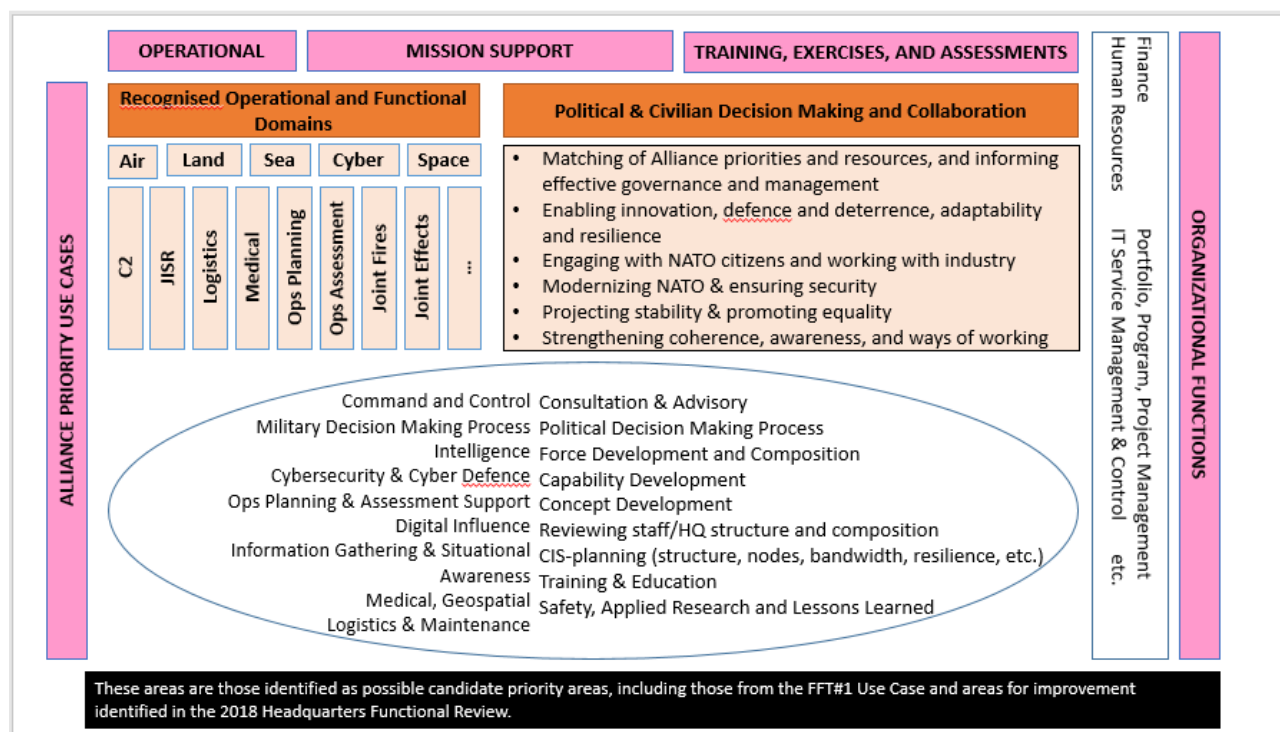 OPERATIONAL
MISSION SUPPORT
TRAINING, EXERCISES, AND ASSESSMENTS
ALLIANCE PRIORITY USE CASES
Recognised Operational and Functional
Domains
Air
Land
Sea
Cyber
Space
C2
JISR
Logistics
Medical
Ops Planning
Ops Assessment
Joint Fires
Joint Effects
...
Political & Civilian Decision Making and Collaboration
• Matching of Alliance priorities and resources, and informing
effective governance and management
• Enabling innovation, defence and deterrence, adaptability
and resilience
• Engaging with NATO citizens and working with industry
• Modernizing NATO & ensuring security
• Projecting stability & promoting equality
• Strengthening coherence, awareness, and ways of working
Command and Control
Military Decision Making Process
Intelligence
Cybersecurity & Cyber Defence
Ops Planning & Assessment Support
Digital Influence
Information Gathering & Situational
Awareness
Medical, Geospatial
Logistics & Maintenance
Consultation & Advisory
Political Decision Making Process
Force Development and Composition
Capability Development
Concept Development
Reviewing staff/HQ structure and composition
CIS-planning (structure, nodes, bandwidth, resilience, etc.)
Training & Education
Safety, Applied Research and Lessons Learned
Finance Portfolio, Program, Project Management
Human Resources IT Service Management & Control etc.
ORGANIZATIONAL FUNCTIONS
These areas are those identified as possible candidate priority areas, including those from the FFT#1 Use Case and areas for improvement
identified in the 2018 Headquarters Functional Review.